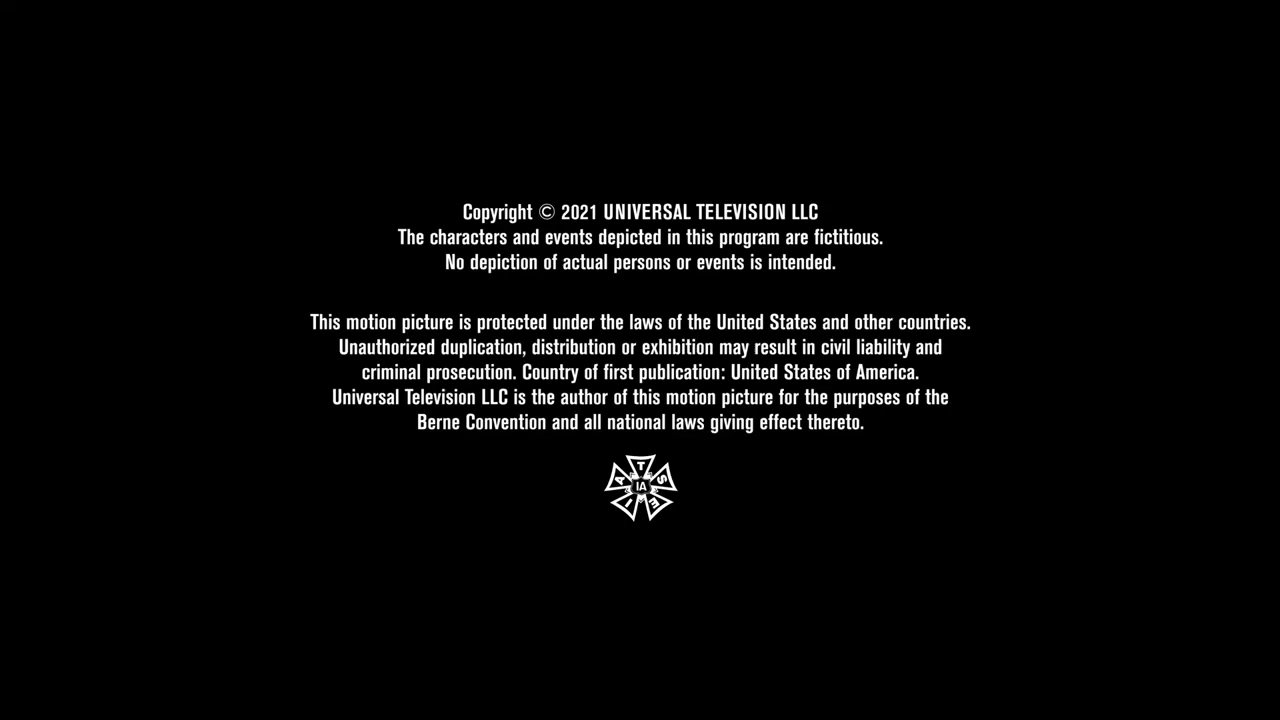 Copyright © 2021 UNIVERSAL TELEVISION LLC
The characters and events depicted in this program are fictitious.
No depiction of actual persons or events is intended.
This motion picture is protected under the laws of the United States and other countries.
Unauthorized duplication, distribution or exhibition may result in civil liability and
criminal prosecution. Country of first publication: United States of America.
Universal Television LLC is the author of this motion picture for the purposes of the
Berne Convention and all national laws giving effect thereto.
IATSE
IA